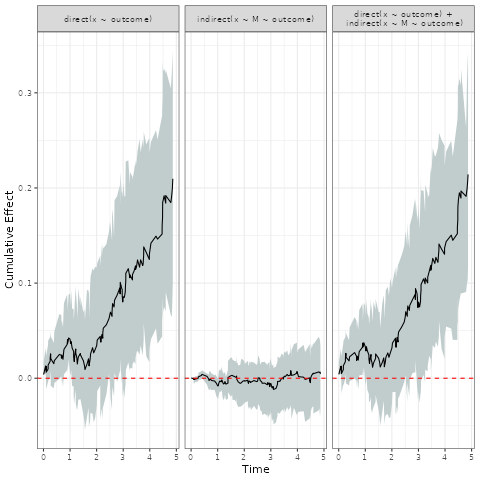 direct(x ~ outcome)
indirect(x ~ M ~ outcome)
direct(x ~ outcome) +
indirect(x ~ M ~ outcome)
Cumulative Effect
0.3
0.2
0.1
0.0
0 1 2 3 4 5
0 1 2 3 4 5
0 1 2 3 4 5
Time